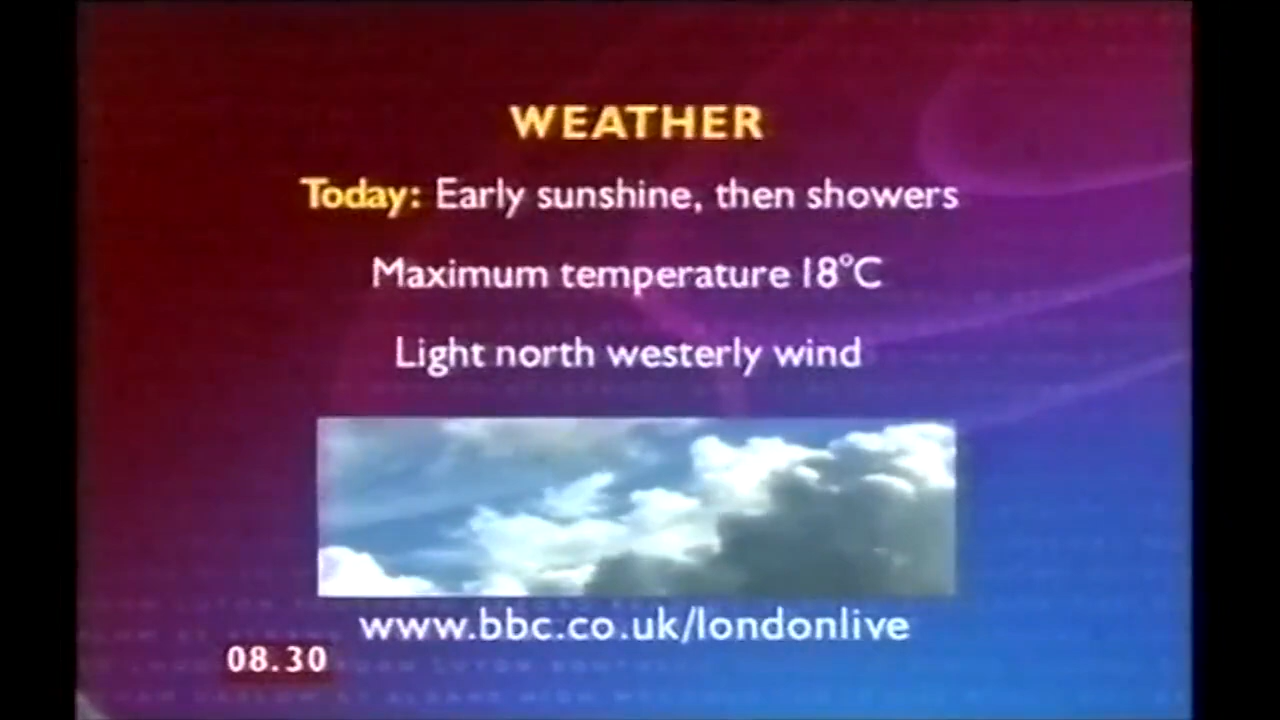 WEATHER
Today: Early sunshine, then showers
Maximum temperature 18°C
Light north westerly wind
www.bbc.co.uk/londonlive
08.30